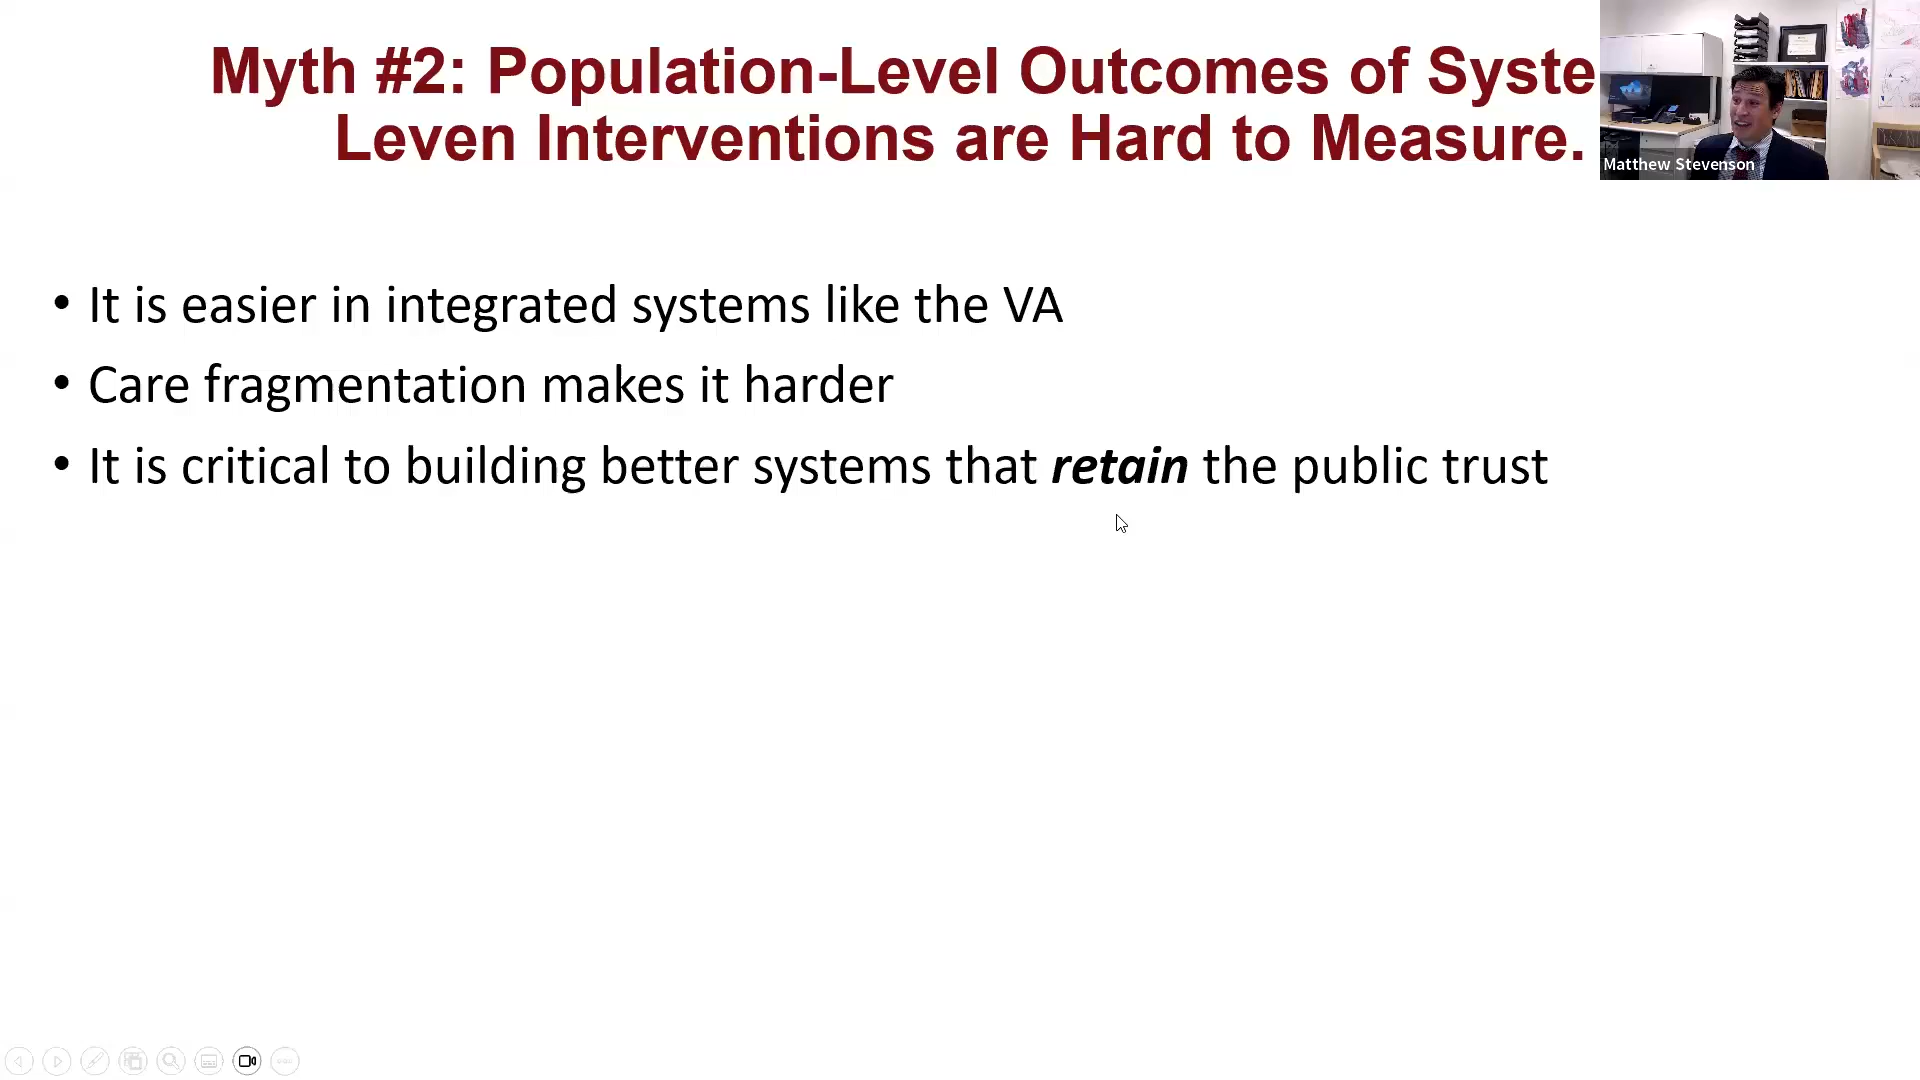 Myth #2: Population-Level Outcomes of Syste
Leven Interventions are Hard to Measure.
Matthew Stevenson
• It is easier in integrated systems like the VA
• Care fragmentation makes it harder
• It is critical to building better systems that retain the public trust